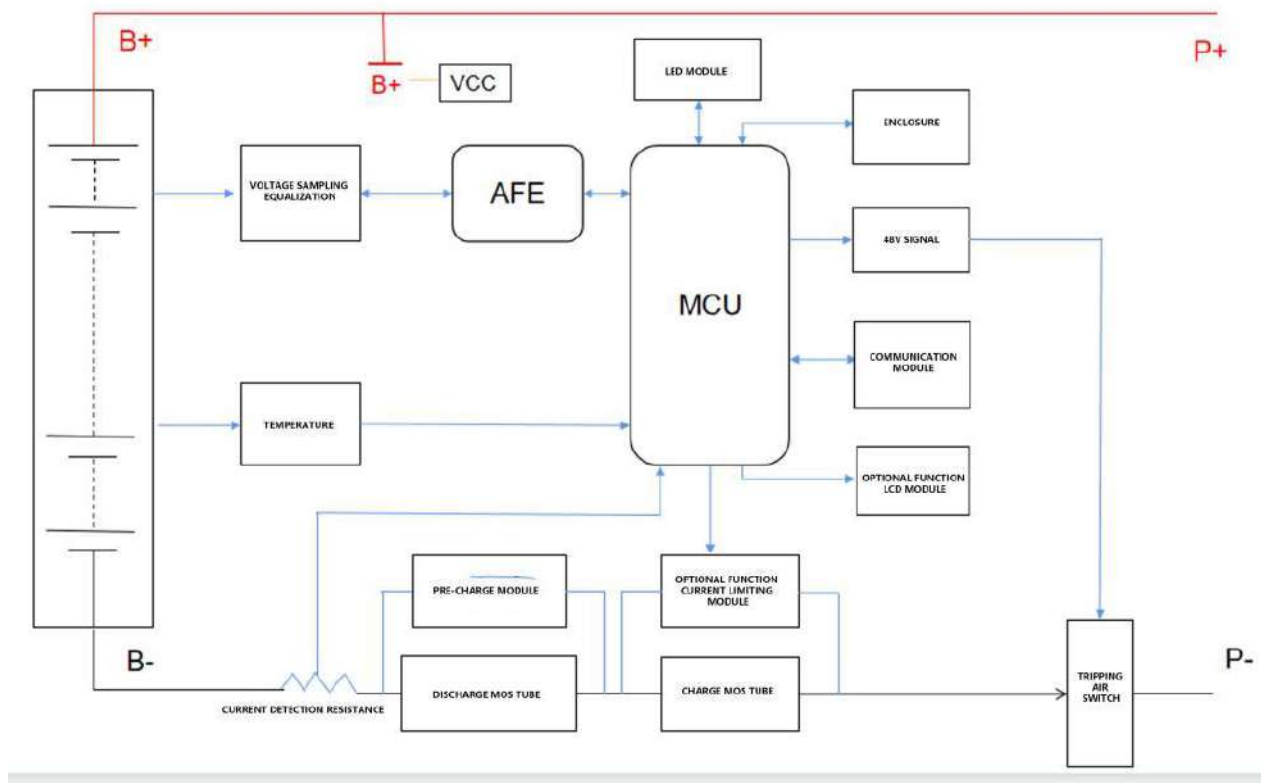 B+
P+
B+
VCC
LED MODULE
ENCLOSURE
VOLTAGE SAMPLING
EQUALIZATION
AFE
MCU
48V SIGNAL
COMMUNICATION
MODULE
TEMPERATURE
OPTIONAL FUNCTION
LCD MODULE
PRE-CHARGE MODULE
OPTIONAL FUNCTION
CURRENT LIMITING
MODULE
B-
P-
CURRENT DETECTION RESISTANCE
DISCHARGE MOS TUBE
CHARGE MOS TUBE
TRIPPING
AIR
SWITCH